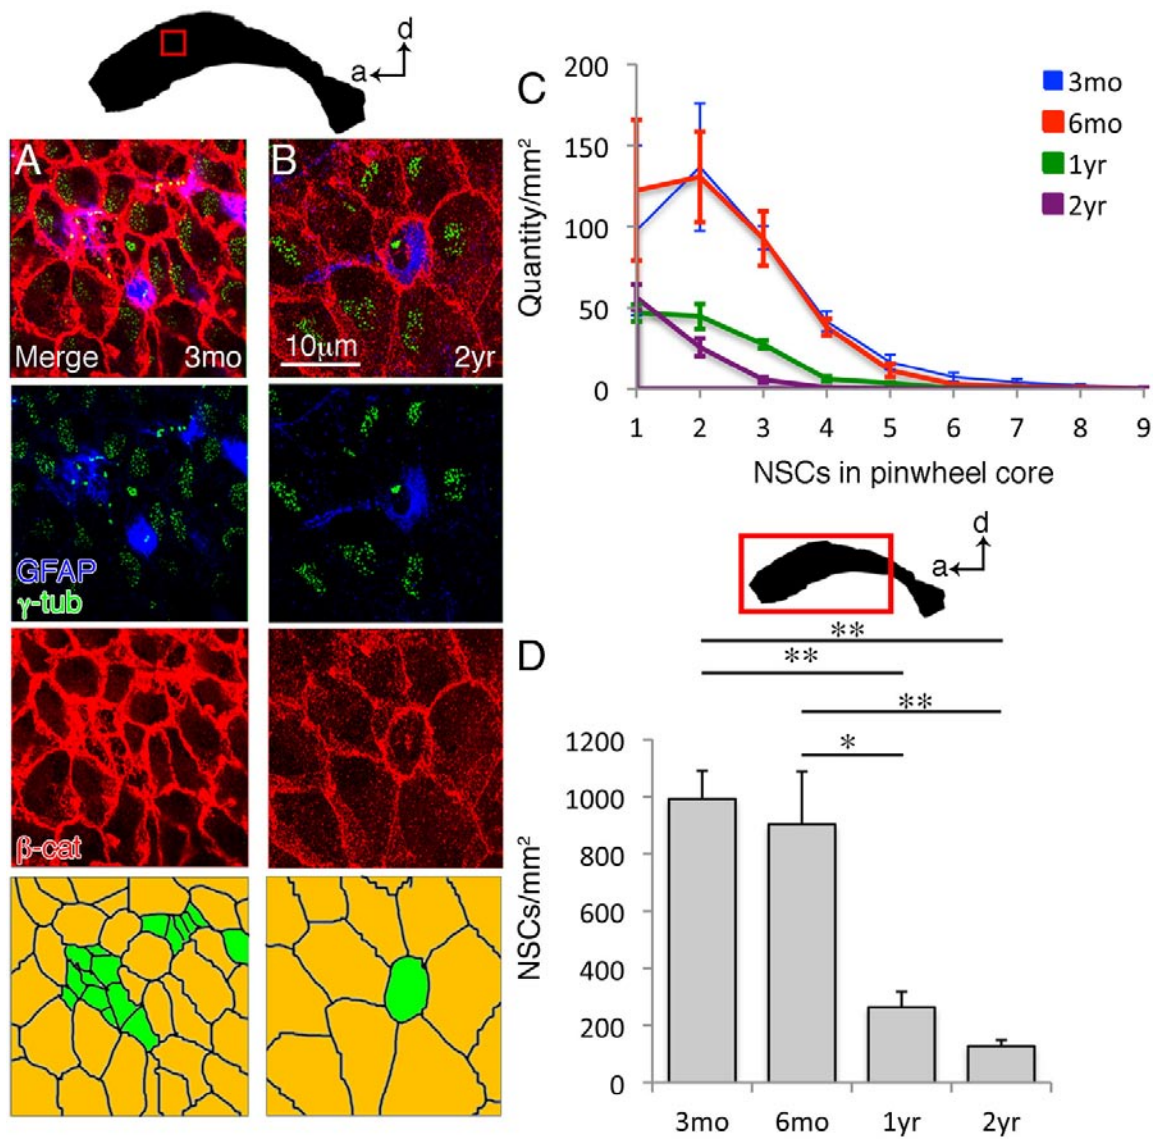 d
a
A
Merge
3mo
B
10μm
2yr
GFAP
γ-tub
β-cat
C
Quantity/mm²
200
150
100
50
0
1 2 3 4 5 6 7 8 9
NSCs in pinwheel core
3mo
6mo
1yr
2yr
d
a
D
**
**
**
*
NSCs/mm²
1200
1000
800
600
400
200
0
3mo 6mo 1yr 2yr